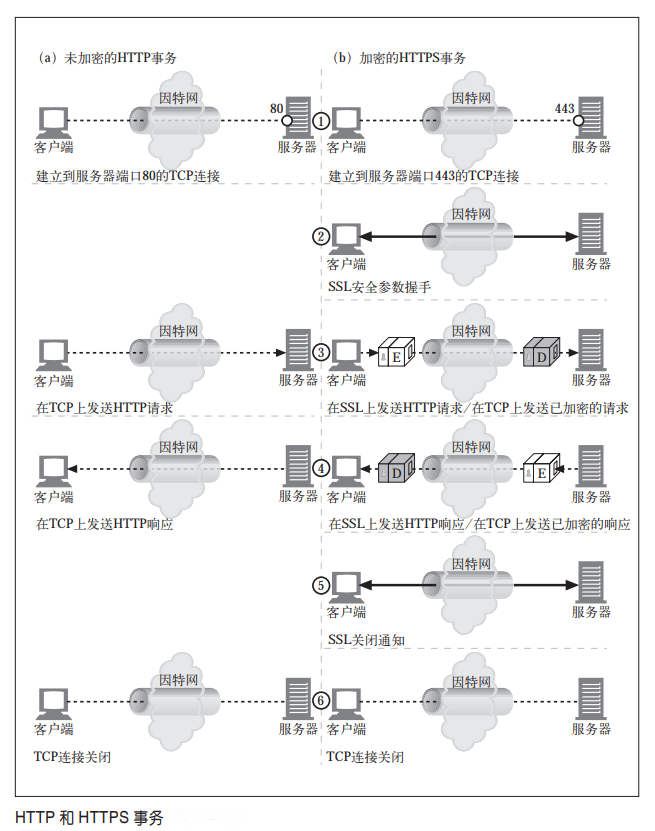 (a) 未加密的HTTP事务
(b) 加密的HTTPS事务
因特网
80
客户端
服务器
建立到服务器端口80的TCP连接
1
因特网
443
客户端
服务器
建立到服务器端口443的TCP连接
2
因特网
客户端
服务器
SSL安全参数握手
因特网
客户端
服务器
在TCP上发送HTTP请求
3
因特网
E
D
客户端
服务器
在SSL上发送HTTP请求/在TCP上发送已加密的请求
因特网
客户端
服务器
在TCP上发送HTTP响应
4
因特网
D
E
客户端
服务器
在SSL上发送HTTP响应/在TCP上发送已加密的响应
5
因特网
客户端
服务器
SSL关闭通知
因特网
客户端
服务器
TCP连接关闭
6
因特网
客户端
服务器
TCP连接关闭
HTTP 和 HTTPS 事务